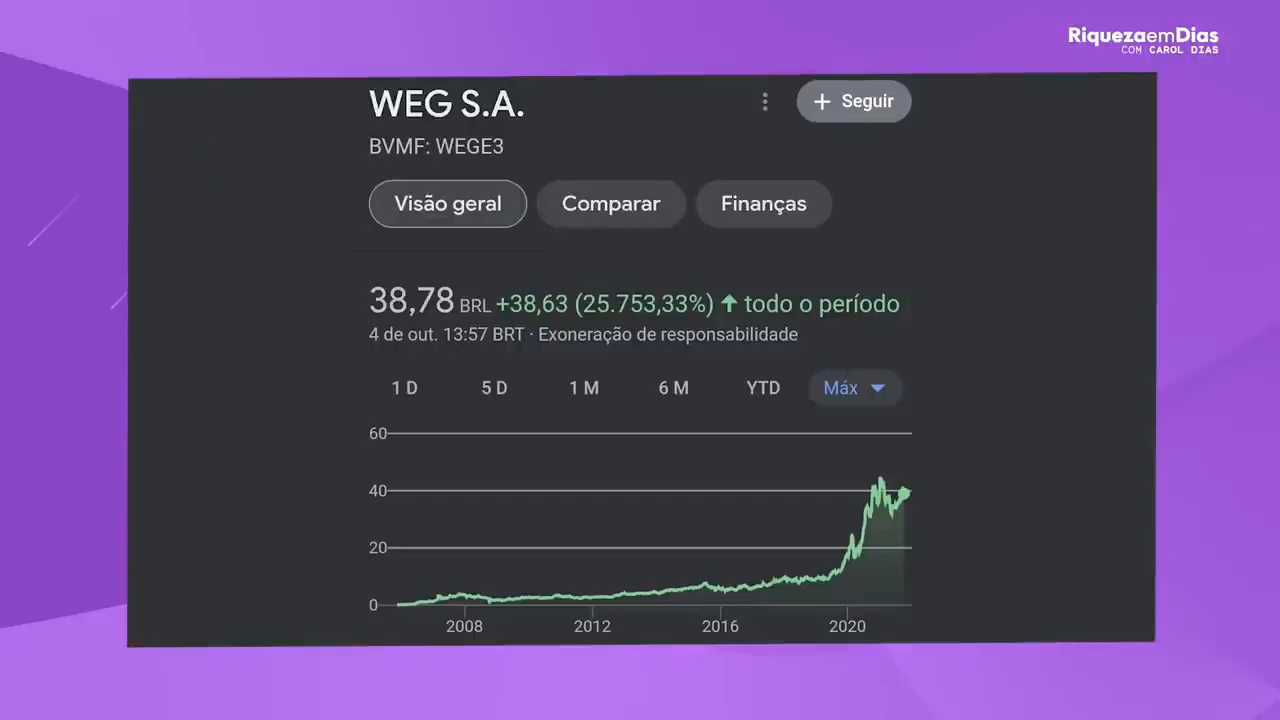 RiquezaemDias
COM CAROL DIAS
WEG S.A.
+ Seguir
BVMF: WEGE3
Visão geral
Comparar
Finanças
38,78 BRL +38,63 (25.753,33%) ↑ todo o período
4 de out. 13:57 BRT · Exoneração de responsabilidade
1 D 5 D 1 M 6 M YTD Máx
60
40
20
0
2008 2012 2016 2020